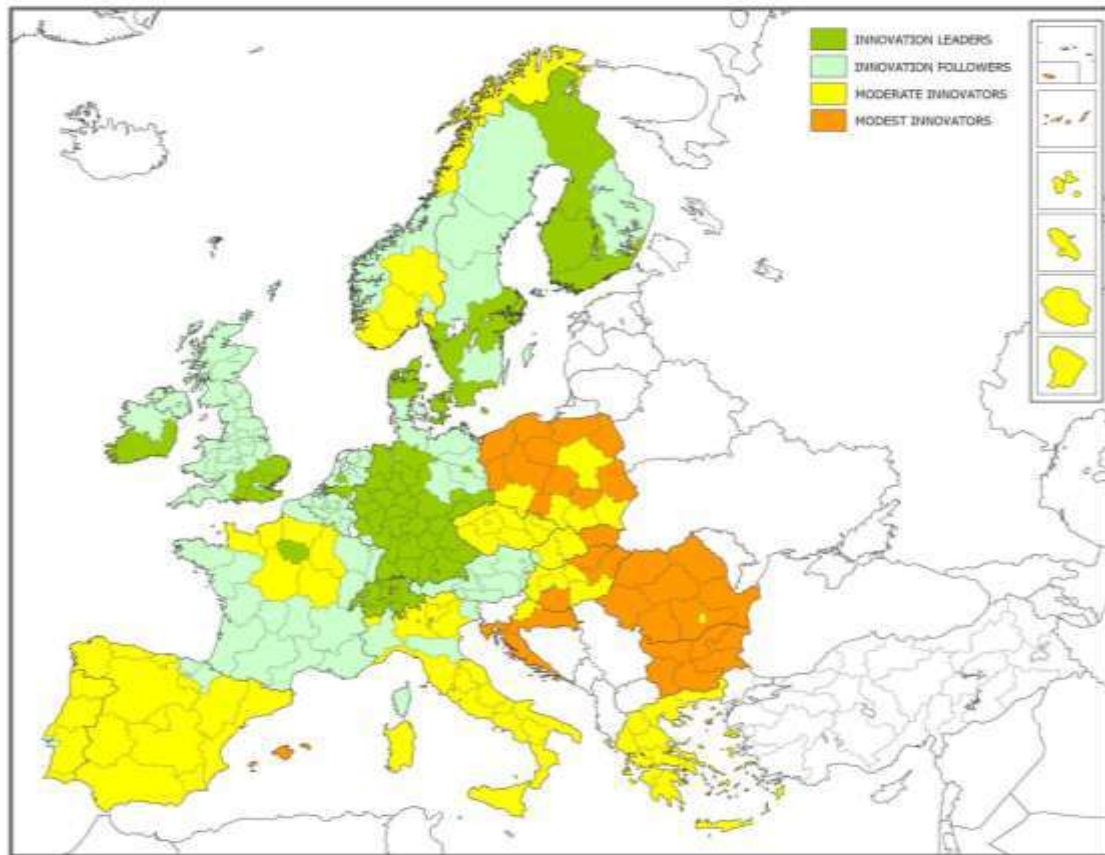 INNOVATION LEADERS
INNOVATION FOLLOWERS
MODERATE INNOVATORS
MODEST INNOVATORS